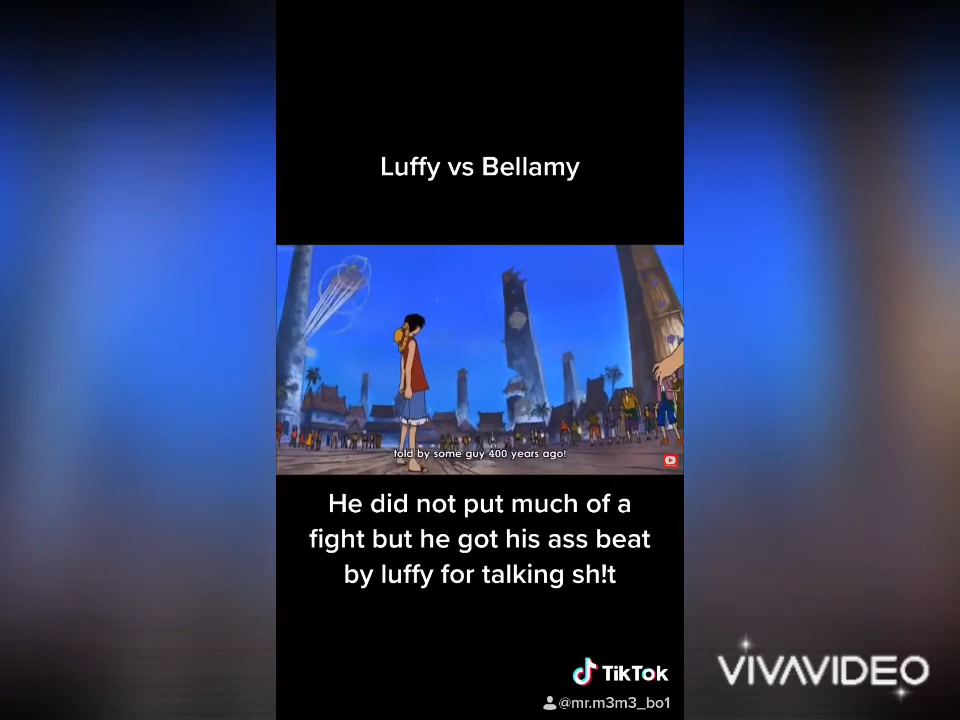 Luffy vs Bellamy
told by some guy 400 years ago!
He did not put much of a
fight but he got his ass beat
by luffy for talking sh!t
TikTok
@mr.m3m3_bo1
VIVAVIDEO